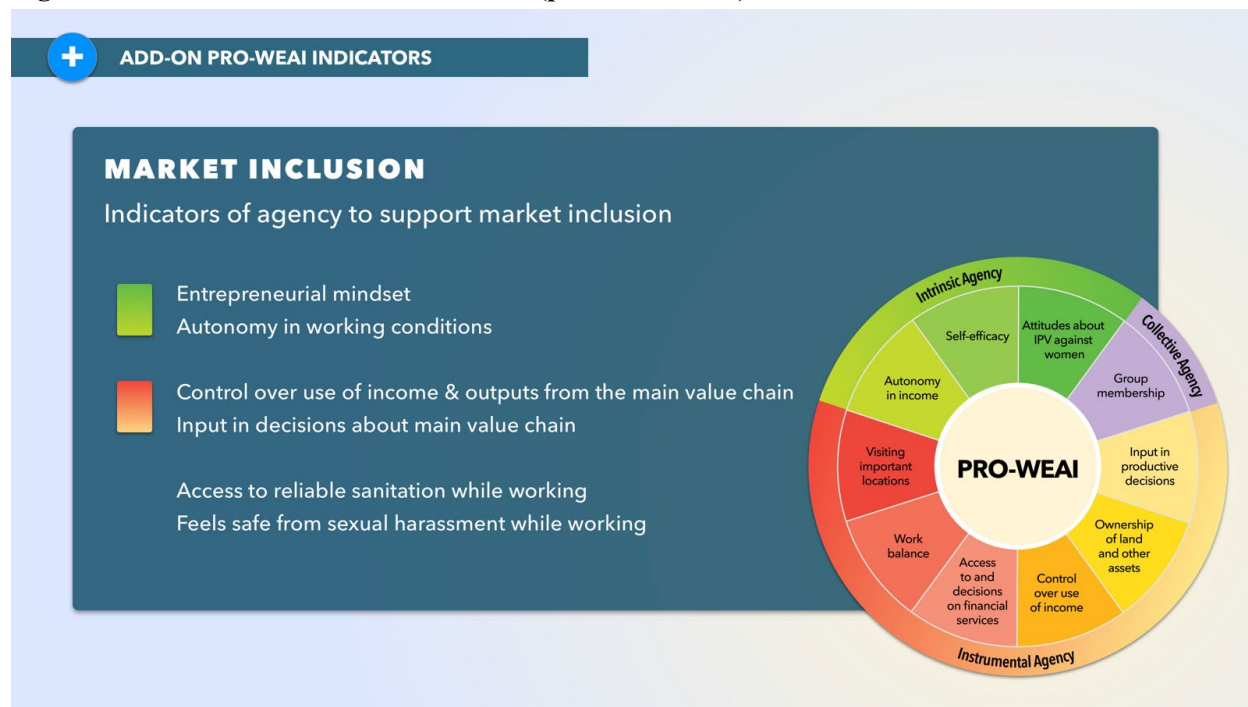 ADD-ON PRO-WEAI INDICATORS
MARKET INCLUSION
Indicators of agency to support market inclusion
Entrepreneurial mindset
Autonomy in working conditions
Control over use of income & outputs from the main value chain
Input in decisions about main value chain
Access to reliable sanitation while working
Feels safe from sexual harassment while working
Intrinsic Agency
Collective Agency
Instrumental Agency
PRO-WEAI
Self-efficacy
Attitudes about
IPV against
women
Group
membership
Input in
productive
decisions
Ownership
of land
and other
assets
Control
over use
of income
Access
to and
decisions
on financial
services
Work
balance
Visiting
important
locations
Autonomy
in income